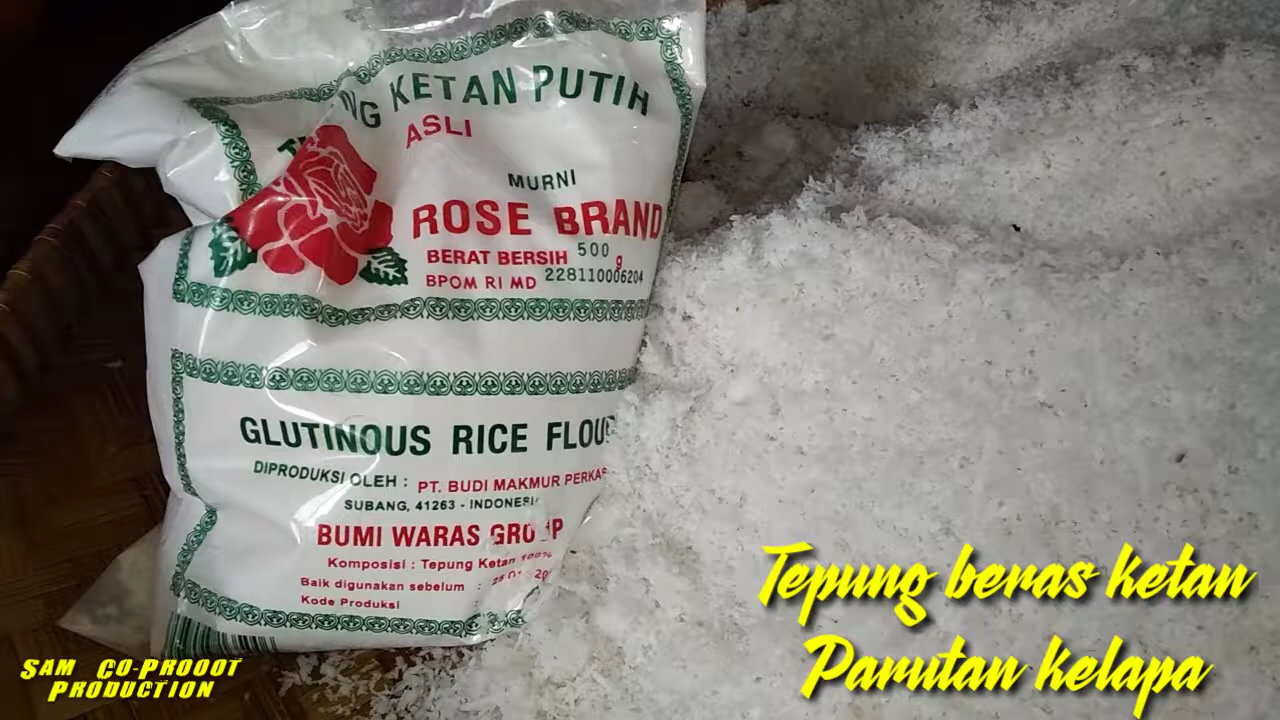 NG KETAN PUTIH
ASLI
MURNI
ROSE BRAND
BERAT BERSIH 500 g
BPOM RI MD 228110006204
GLUTINOUS RICE FLOU
DIPRODUKSI OLEH : PT. BUDI MAKMUR PERKAS
SUBANG, 41263 - INDONESI
BUMI WARAS
Komposisi : Tepung Ketan 100%
Baik digunakan sebelum :
Kode Produksi
Tepung beras ketan
Parutan kelapa
SAM CO-PROOOT
PRODUCTION